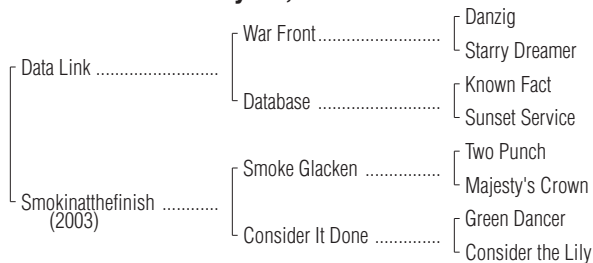 Danzig
War Front
Starry Dreamer
Data Link
Known Fact
Database
Sunset Service
Two Punch
Smoke Glacken
Majesty's Crown
Smokinatthefinish
(2003)
Green Dancer
Consider It Done
Consider the Lily